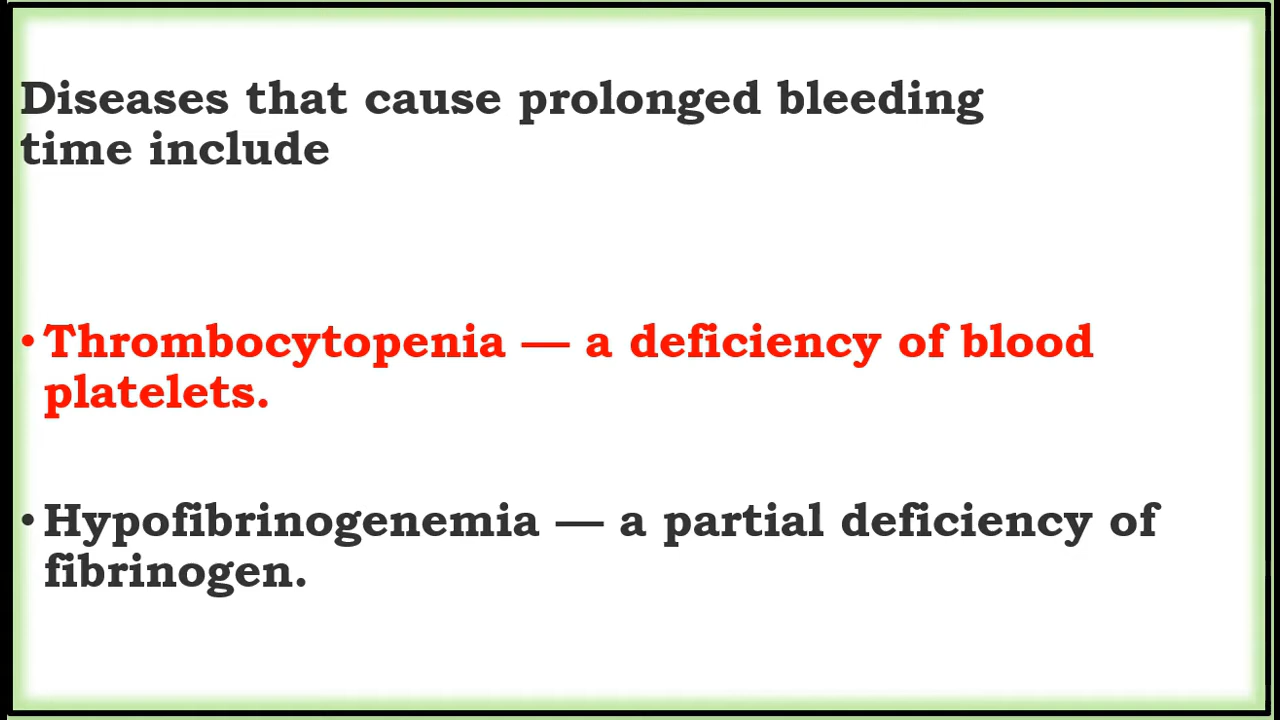 Diseases that cause prolonged bleeding
time include
• Thrombocytopenia — a deficiency of blood
platelets.
• Hypofibrinogenemia — a partial deficiency of
fibrinogen.